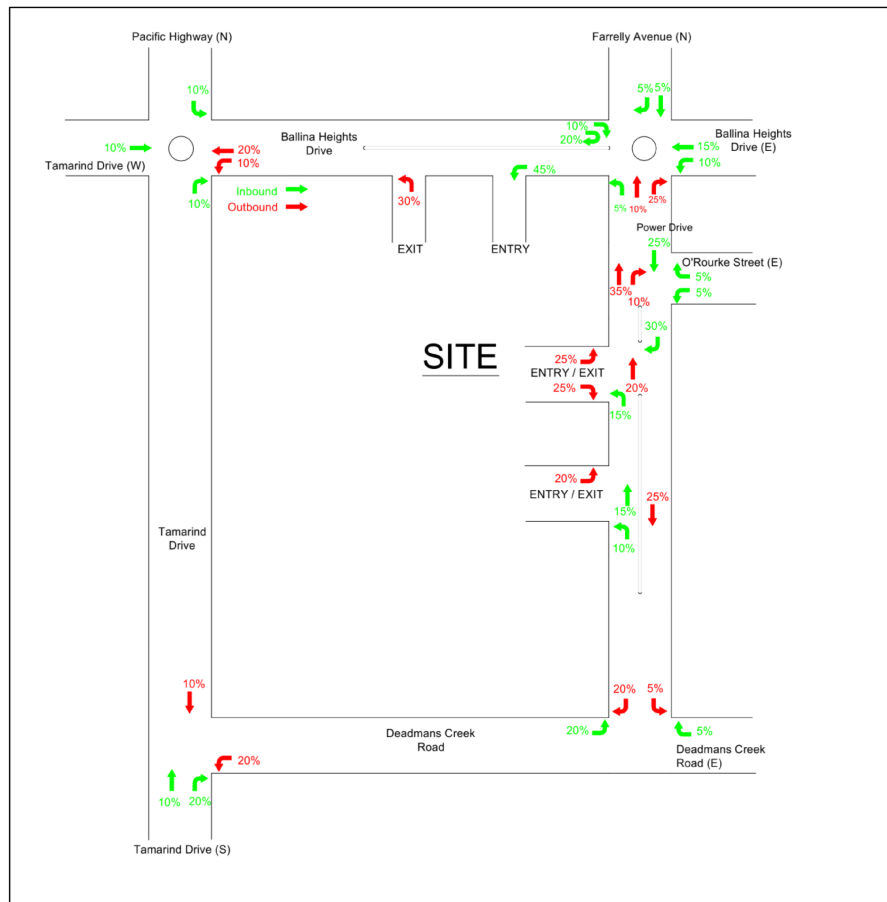 Pacific Highway (N)
Farrelly Avenue (N)
10%
5%
5%
10%
Ballina Heights
Drive
10%
20%
Ballina Heights
Drive (E)
20%
10%
15%
10%
Tamarind Drive (W)
10%
Inbound
Outbound
30%
45%
5%
10%
25%
EXIT
ENTRY
Power Drive
25%
O'Rourke Street (E)
5%
5%
35%
10%
30%
SITE
25%
ENTRY / EXIT
25%
20%
15%
20%
ENTRY / EXIT
15%
25%
10%
Tamarind
Drive
10%
20%
5%
Deadmans Creek
Road
20%
5%
Deadmans Creek
Road (E)
20%
10%
20%
Tamarind Drive (S)